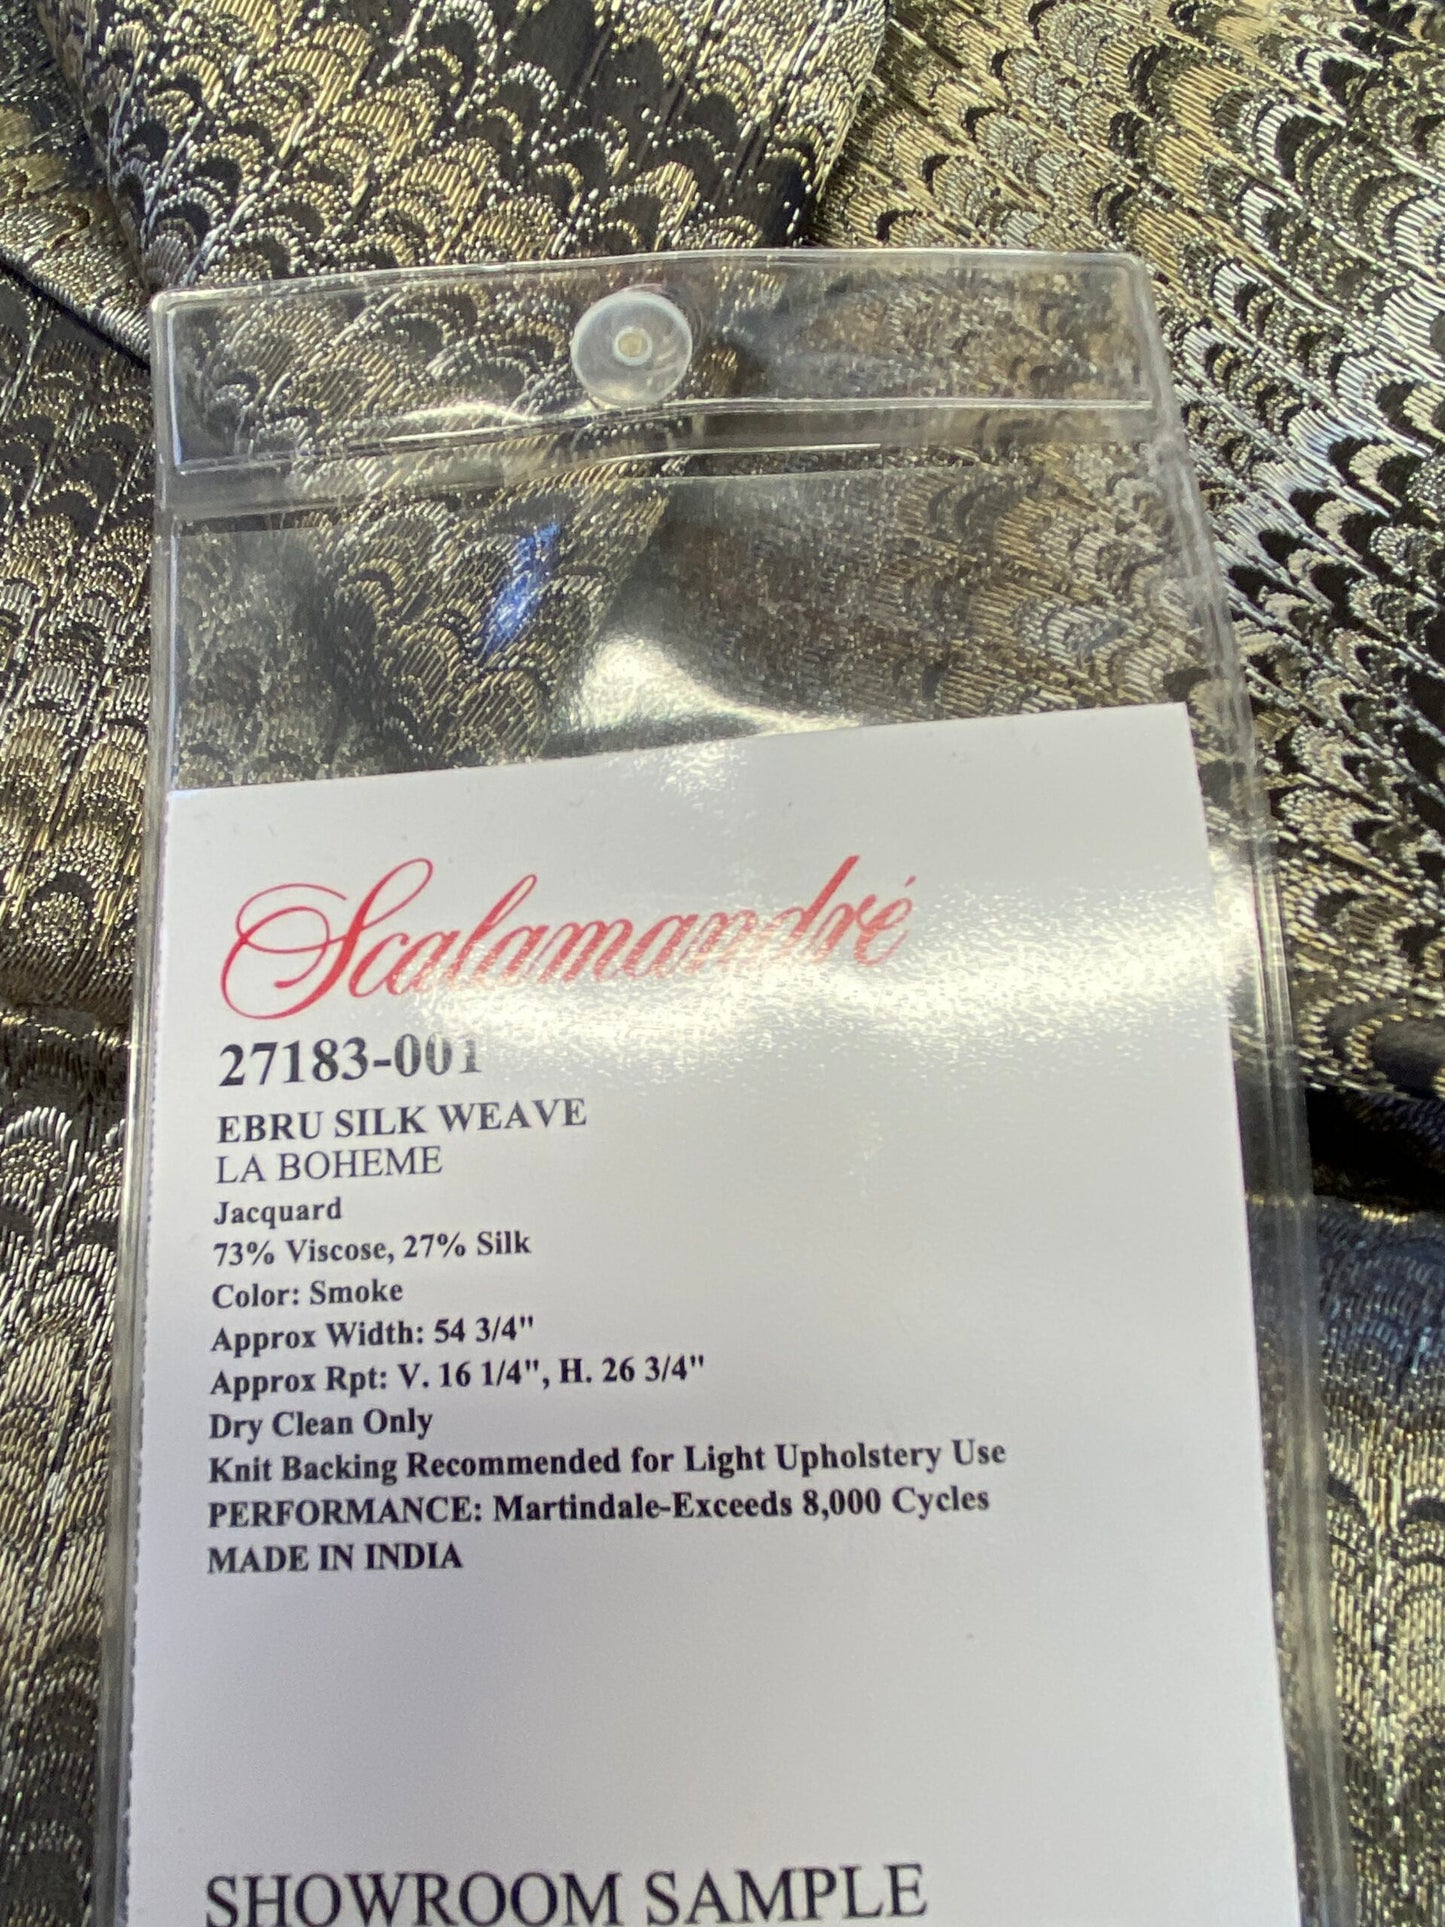 Scalamandré
27183-001
EBRU SILK WEAVE
LA BOHEME
Jacquard
73% Viscose, 27% Silk
Color: Smoke
Approx Width: 54 3/4"
Approx Rpt: V. 16 1/4", H. 26 3/4"
Dry Clean Only
Knit Backing Recommended for Light Upholstery Use
PERFORMANCE: Martindale-Exceeds 8,000 Cycles
MADE IN INDIA
SHOWROOM SAMPLE